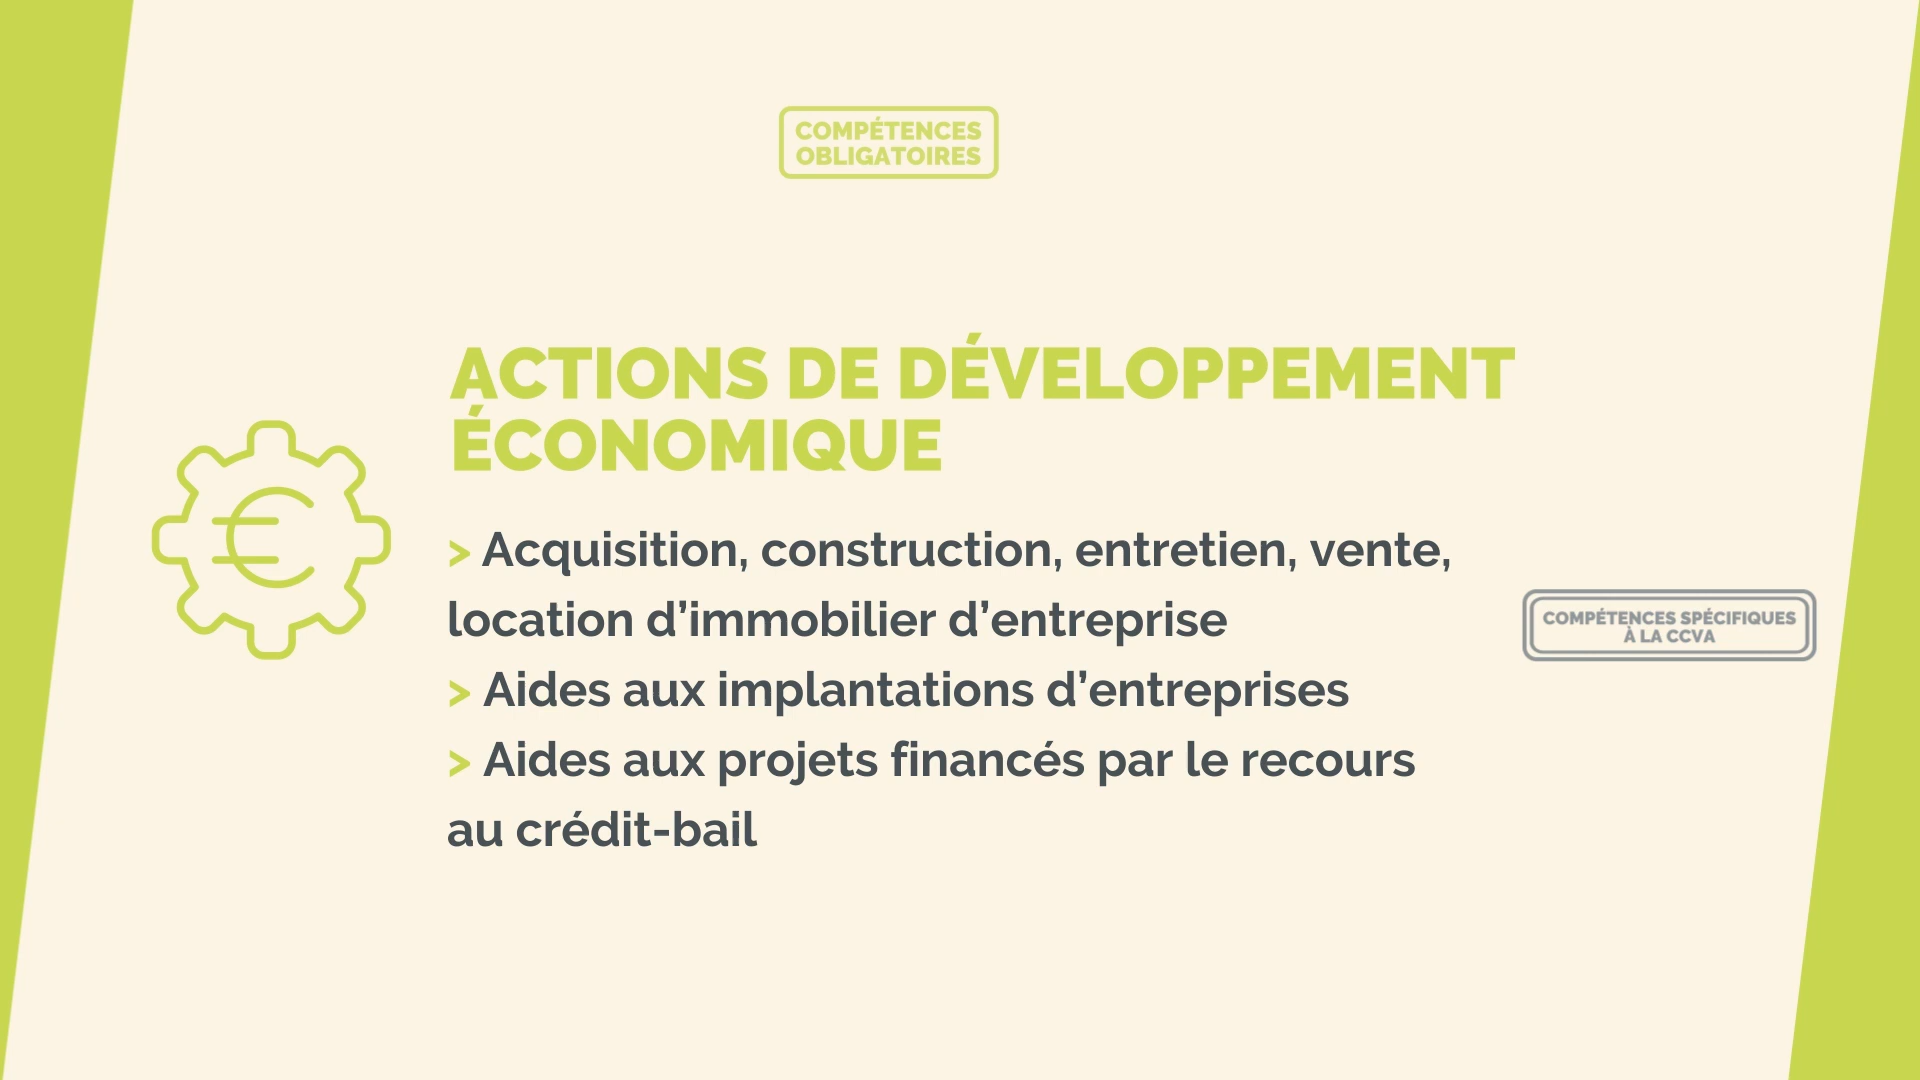 COMPÉTENCES
OBLIGATOIRES
ACTIONS DE DÉVELOPPEMENT
ÉCONOMIQUE
> Acquisition, construction, entretien, vente,
location d’immobilier d’entreprise
> Aides aux implantations d’entreprises
> Aides aux projets financés par le recours
au crédit-bail
COMPÉTENCES SPÉCIFIQUES
À LA CCVA